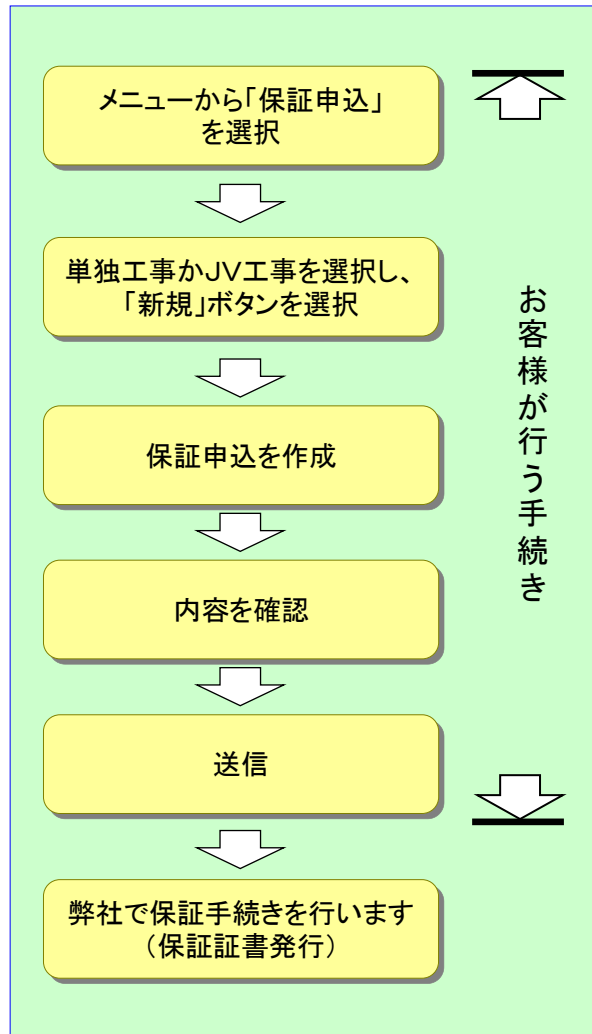 メニューから「保証申込」
を選択
単独工事かJV工事を選択し、
「新規」ボタンを選択
保証申込を作成
内容を確認
送信
弊社で保証手続きを行います
（保証証書発行）
お客様が行う手続き